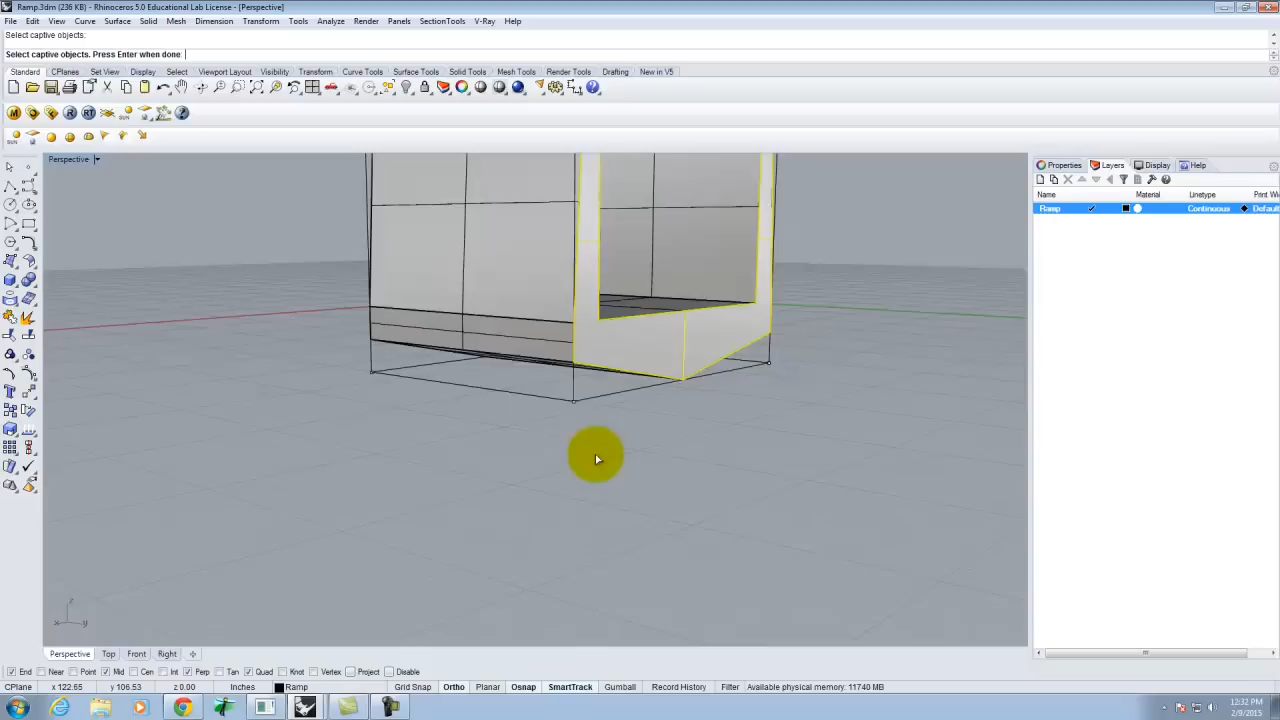 Ramp.3dm (236 KB) - Rhinoceros 5.0 Educational Lab License - [Perspective]
File Edit View Curve Surface Solid Mesh Dimension Transform Tools Analyze Render Panels SectionTools V-Ray Help
Select captive objects:
Select captive objects. Press Enter when done:
Standard CPlanes Set View Display Select Viewport Layout Visibility Transform Curve Tools Surface Tools Solid Tools Mesh Tools Render Tools Drafting New in V5
M R RT SUN
SUN
Perspective
Properties Layers Display Help
Name Material Linetype Print Wi
Ramp Continuous Default
z
x y
Perspective Top Front Right
End Near Point Mid Cen Int Perp Tan Quad Knot Vertex Project Disable
CPlane x 122.65 y 106.53 z 0.00 Inches Ramp Grid Snap Ortho Planar Osnap SmartTrack Gumball Record History Filter Available physical memory: 11740 MB
12:32 PM
2/9/2015